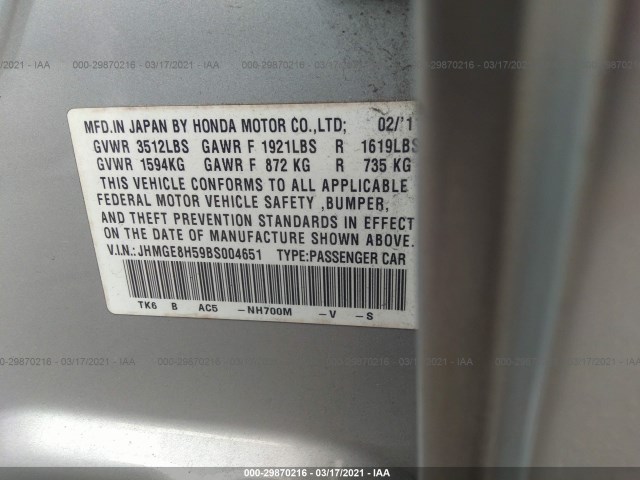 000-29870216 - 03/17/2021 - IAA
000-29870216 - 03/17/2021 - IAA
MFD.IN JAPAN BY HONDA MOTOR CO.,LTD; 02/'1
GVWR 3512LBS GAWR F 1921LBS R 1619LBS
GVWR 1594KG GAWR F 872 KG R 735 KG
THIS VEHICLE CONFORMS TO ALL APPLICABLE
FEDERAL MOTOR VEHICLE SAFETY ,BUMPER,
AND THEFT PREVENTION STANDARDS IN EFFECT
ON THE DATE OF MANUFACTURE SHOWN ABOVE.
V.I.N.:JHMGE8H59BS004651 TYPE:PASSENGER CAR
TK6 B AC5 -NH700M -V -S
000-29870216 - 03/17/2021 - IAA